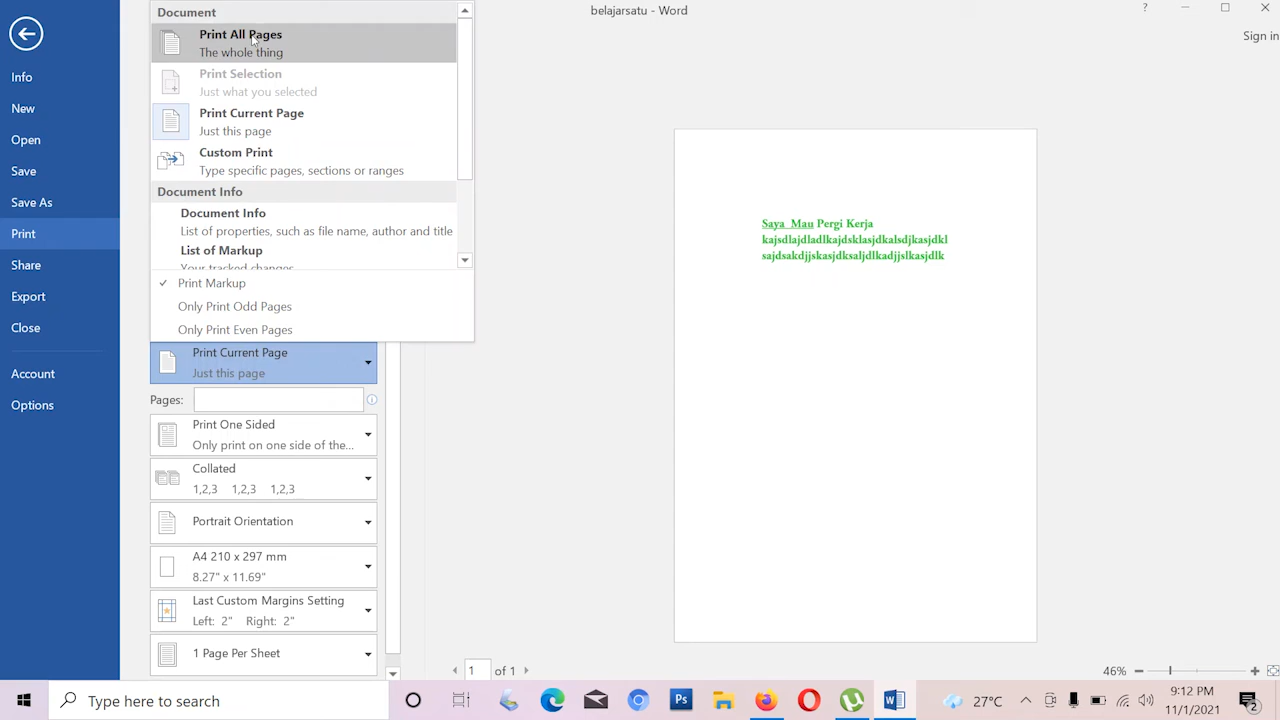 belajarsatu - Word
?
Sign in
Info
New
Open
Save
Save As
Print
Share
Export
Close
Account
Options
Document
Print All Pages
The whole thing
Print Selection
Just what you selected
Print Current Page
Just this page
Custom Print
Type specific pages, sections or ranges
Document Info
Document Info
List of properties, such as file name, author and title
List of Markup
Your tracked changes
Print Markup
Only Print Odd Pages
Only Print Even Pages
Print Current Page
Just this page
Pages:
Print One Sided
Only print on one side of the...
Collated
1,2,3 1,2,3 1,2,3
Portrait Orientation
A4 210 x 297 mm
8.27" x 11.69"
Last Custom Margins Setting
Left: 2" Right: 2"
1 Page Per Sheet
Saya Mau Pergi Kerja
kajsdlajdladlkajdsklasjdkalsdjkasjdkl
sajdsakdjjskasjdksaljdlkadjjslkasjdlk
1 of 1
46%
Type here to search
Ps
27°C
9:12 PM
11/1/2021
2